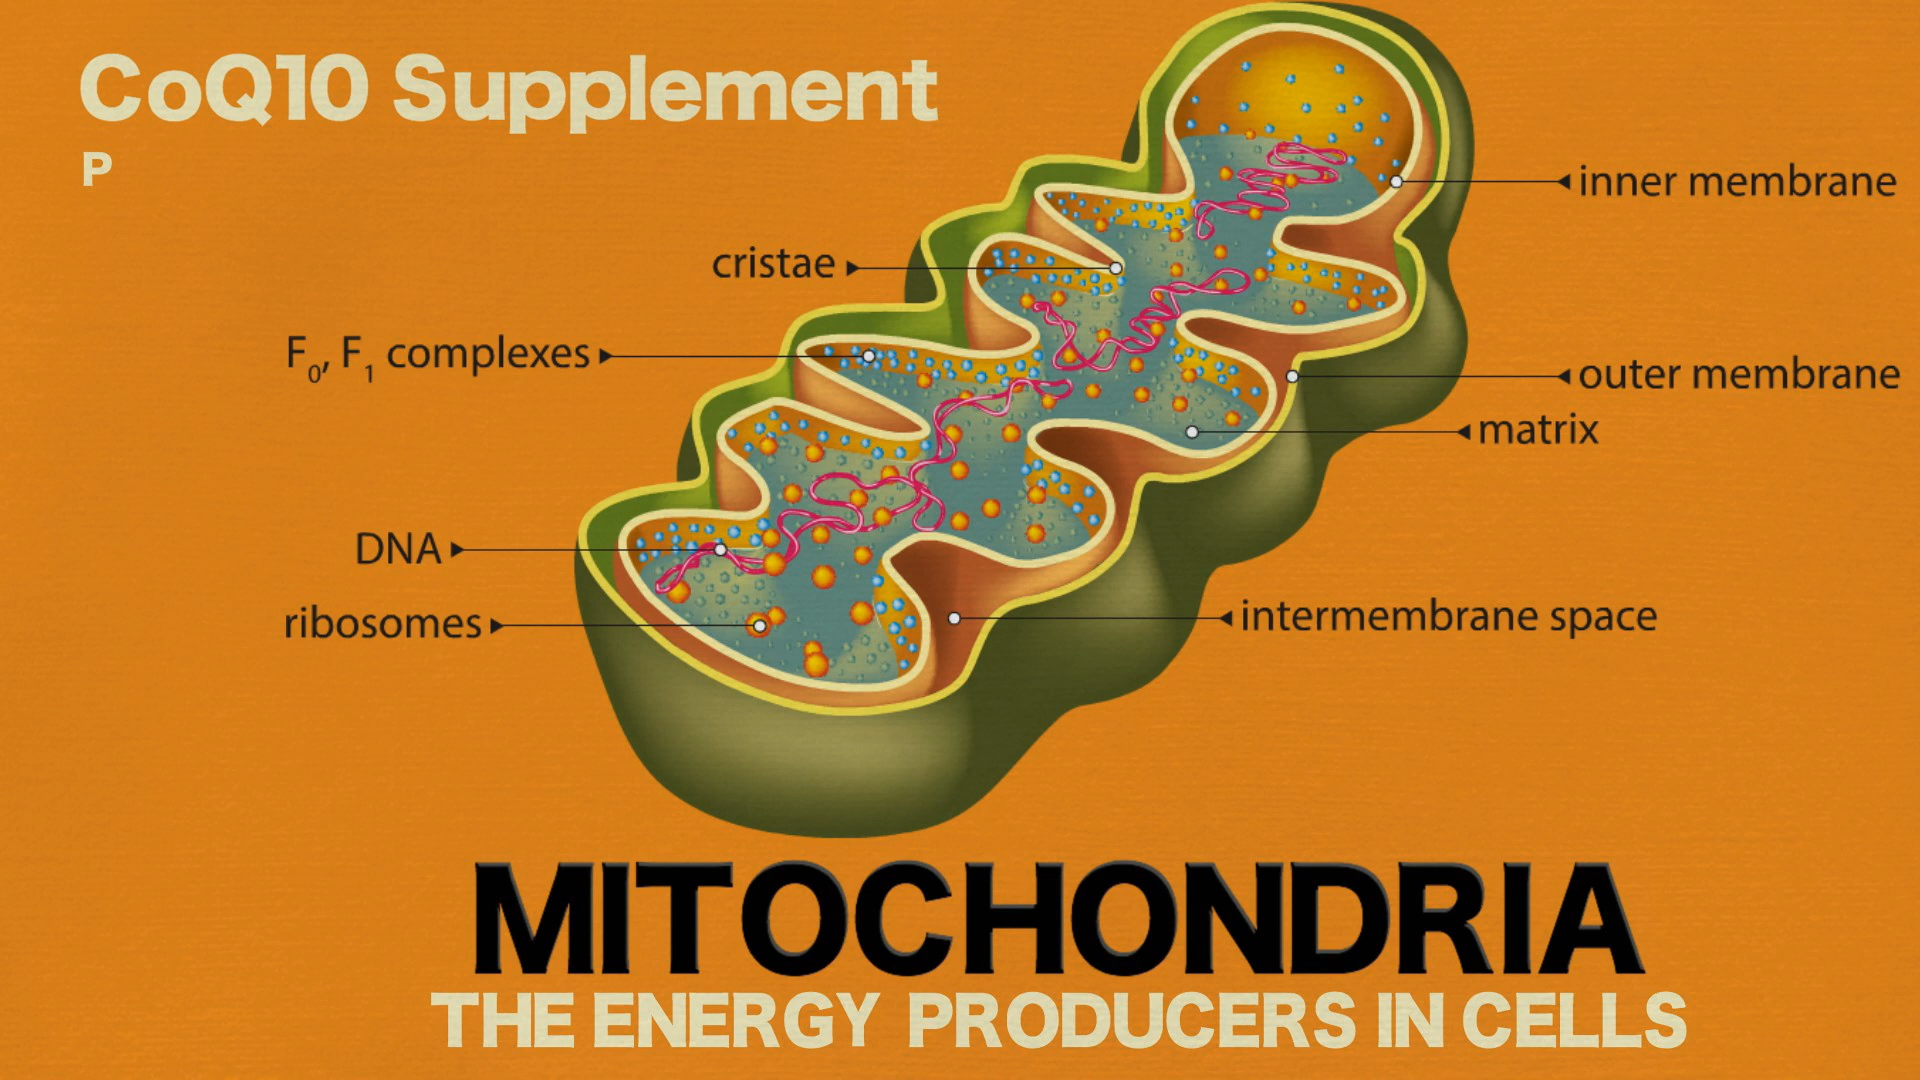 CoQ10 Supplement
P
inner membrane
cristae
F0, F1 complexes
outer membrane
matrix
DNA
ribosomes
intermembrane space
MITOCHONDRIA
THE ENERGY PRODUCERS IN CELLS